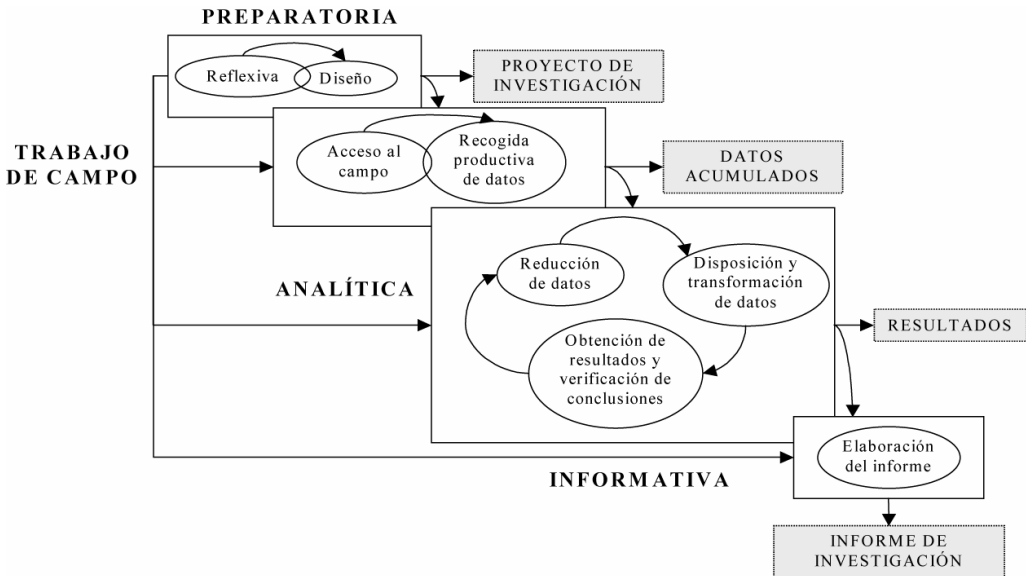 PREPARATORIA
Reflexiva
Diseño
PROYECTO DE
INVESTIGACIÓN
TRABAJO
DE CAMPO
Acceso al
campo
Recogida
productiva
de datos
DATOS
ACUMULADOS
ANALÍTICA
Reducción
de datos
Disposición y
transformación
de datos
Obtención de
resultados y
verificación de
conclusiones
RESULTADOS
INFORMATIVA
Elaboración
del informe
INFORME DE
INVESTIGACIÓN